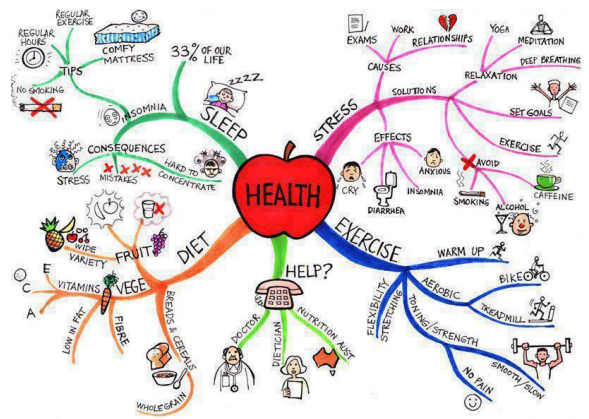 HEALTH
SLEEP
33% OF OUR
LIFE
ZZZZ
INSOMNIA
TIPS
REGULAR
EXERCISE
REGULAR
HOURS
COMFY
MATTRESS
NO SMOKING
CONSEQUENCES
STRESS
MISTAKES
HARD TO
CONCENTRATE
STRESS
CAUSES
EXAMS
WORK
RELATIONSHIPS
SOLUTIONS
RELAXATION
YOGA
MEDITATION
DEEP BREATHING
SET GOALS
EXERCISE
AVOID
SMOKING
ALCOHOL
CAFFEINE
EFFECTS
CRY
DIARRHEA
INSOMNIA
ANXIOUS
DIET
FRUIT
WIDE
VARIETY
VEGE
VITAMINS
E
C
A
LOW IN FAT
FIBRE
BREADS & CEREALS
WHOLEGRAIN
HELP?
DOCTOR
DIETICIAN
NUTRITION AUST
EXERCISE
WARM UP
AEROBIC
BIKE
TREADMILL
FLEXIBILITY
STRETCHING
TONING/STRENGTH
SMOOTH/SLOW
NO PAIN